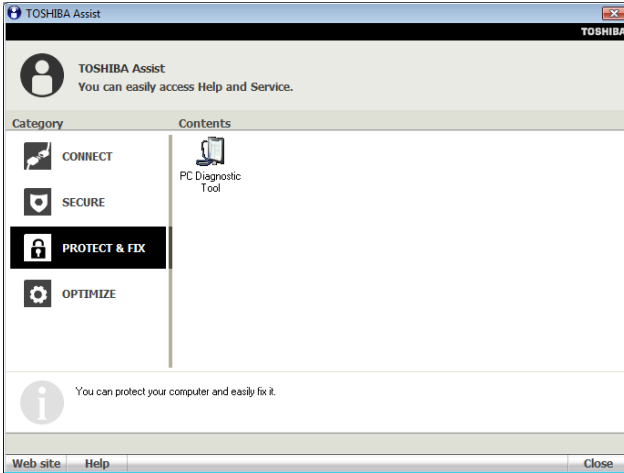 TOSHIBA Assist
TOSHIBA
TOSHIBA Assist
You can easily access Help and Service.
Category
Contents
CONNECT
SECURE
PROTECT & FIX
OPTIMIZE
PC Diagnostic
Tool
You can protect your computer and easily fix it.
Web site
Help
Close